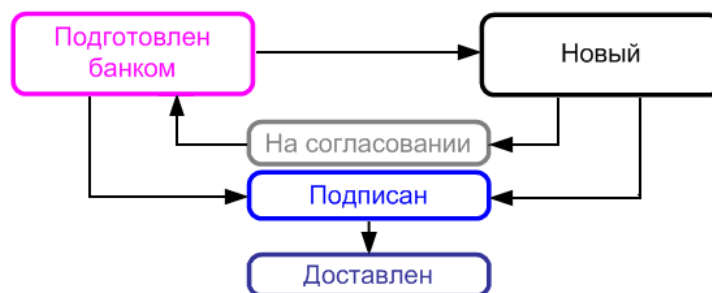 Подготовлен
банком
Новый
На согласовании
Подписан
Доставлен